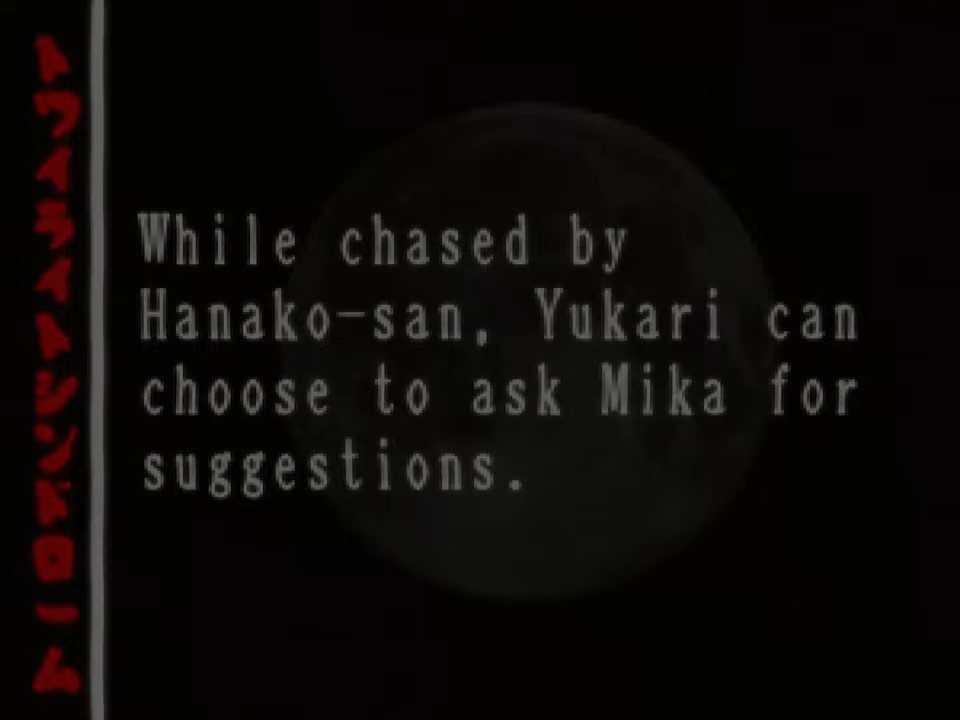 トワイライトシンドローム
While chased by
Hanako-san, Yukari can
choose to ask Mika for
suggestions.